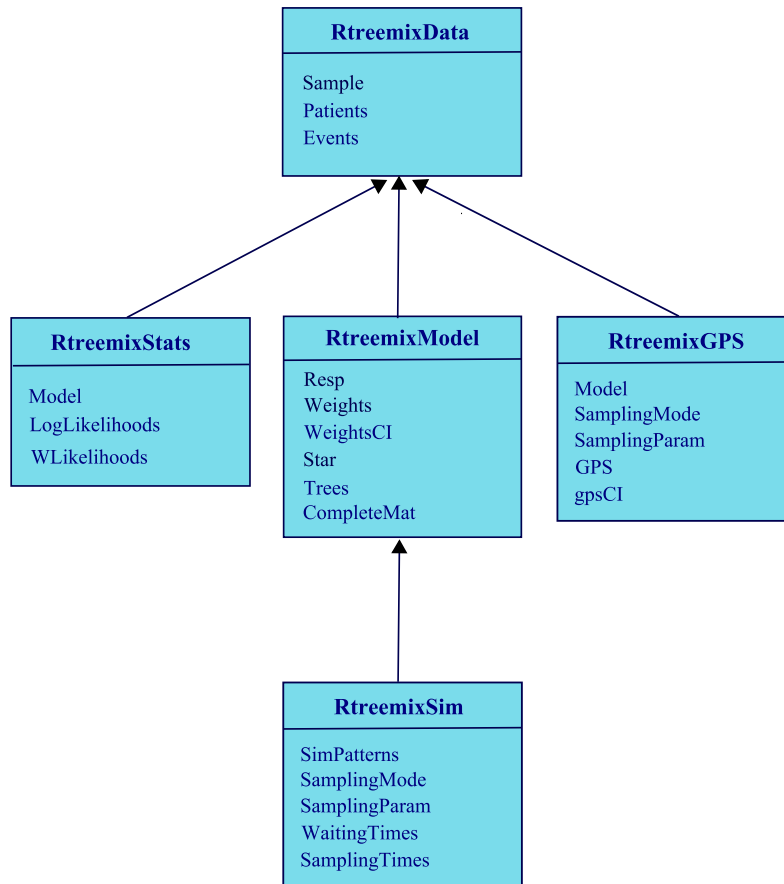 RtreemixData
Sample
Patients
Events
RtreemixStats
Model
LogLikelihoods
WLikelihoods
RtreemixModel
Resp
Weights
WeightsCI
Star
Trees
CompleteMat
RtreemixGPS
Model
SamplingMode
SamplingParam
GPS
gpsCI
RtreemixSim
SimPatterns
SamplingMode
SamplingParam
WaitingTimes
SamplingTimes